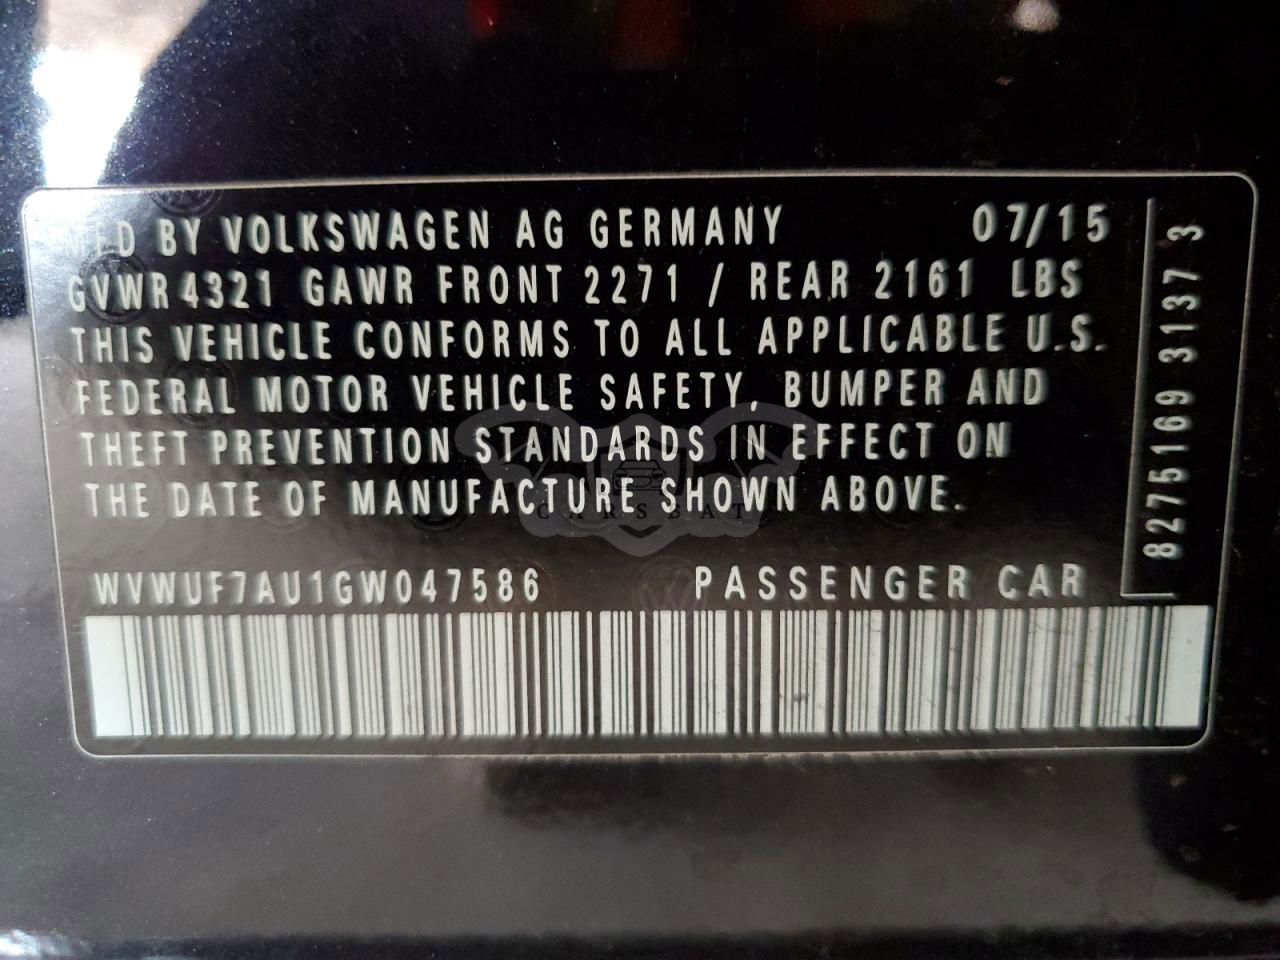 MFD BY VOLKSWAGEN AG GERMANY 07/15
GVWR 4321 GAWR FRONT 2271 / REAR 2161 LBS
THIS VEHICLE CONFORMS TO ALL APPLICABLE U.S.
FEDERAL MOTOR VEHICLE SAFETY, BUMPER AND
THEFT PREVENTION STANDARDS IN EFFECT ON
THE DATE OF MANUFACTURE SHOWN ABOVE.
CARSBAT
WVWUF7AU1GW047586 PASSENGER CAR
8275169 3137 3